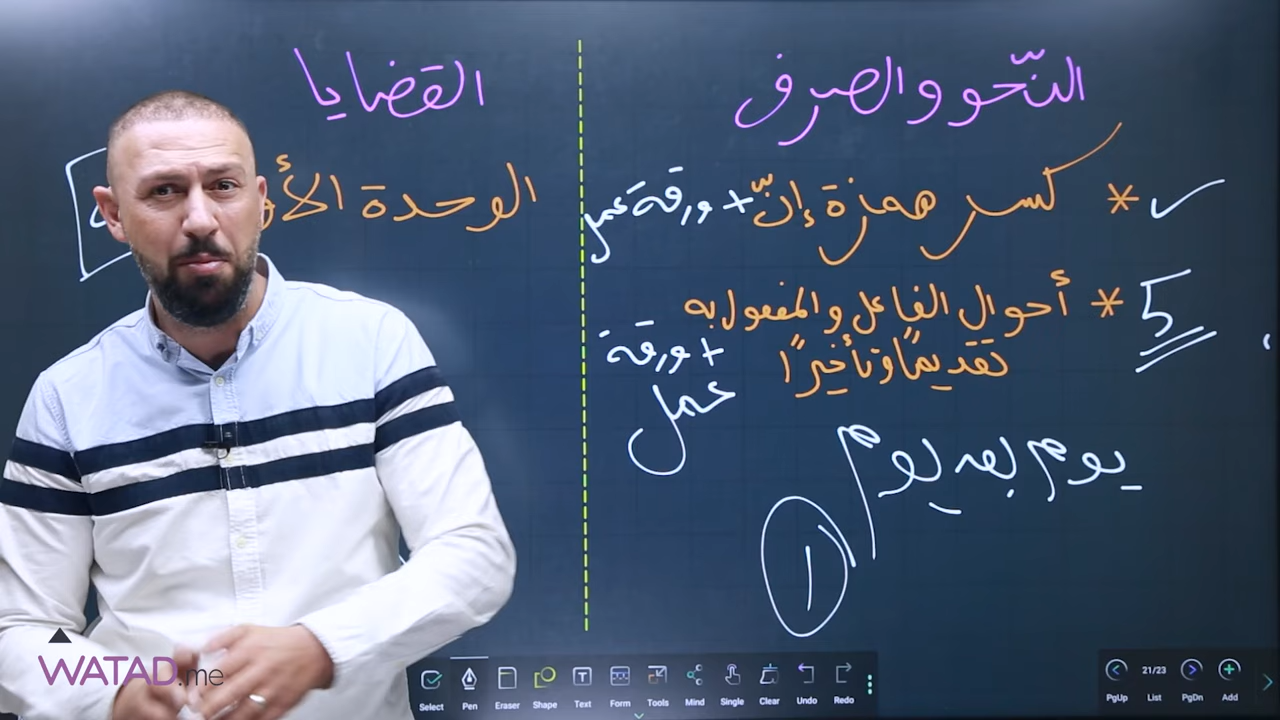 النّحو والصرف
✓ * كسر همزة إنّ + ورقة عمل
5 * أحوال الفاعل والمفعول به
تقديمًا وتأخيرًا + ورقة
عمل
يوم بعد يوم
1
القضايا
الوحدة
WATAD.me
Select Pen Eraser Shape Text Form Tools Mind Single Clear Undo Redo
21/23
PgUp List PgDn Add